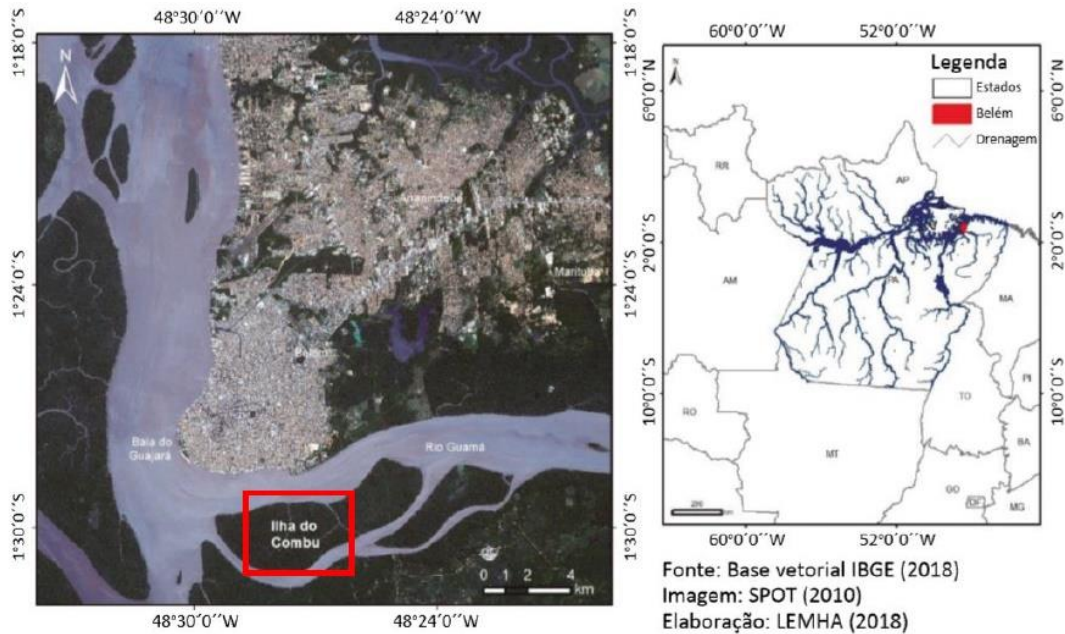 48°30´0´´W
48°24´0´´W
1°18´0´´S
1°24´0´´S
1°30´0´´S
N
Ananindeua
Marituba
Baía do
Guajará
Rio Guamá
Ilha do
Combu
0 1 2 4
km
48°30´0´´W
48°24´0´´W
1°18´0´´S
1°24´0´´S
1°30´0´´S
60°0´0´´W
52°0´0´´W
N
Legenda
Estados
Belém
Drenagem
6°0´0´´N
2°0´0´´S
10°0´0´´S
6°0´0´´N
2°0´0´´S
10°0´0´´S
RR
AP
AM
PA
MA
PI
TO
RO
MT
BA
GO
DF
MG
60°0´0´´W
52°0´0´´W
Fonte: Base vetorial IBGE (2018)
Imagem: SPOT (2010)
Elaboração: LEMHA (2018)